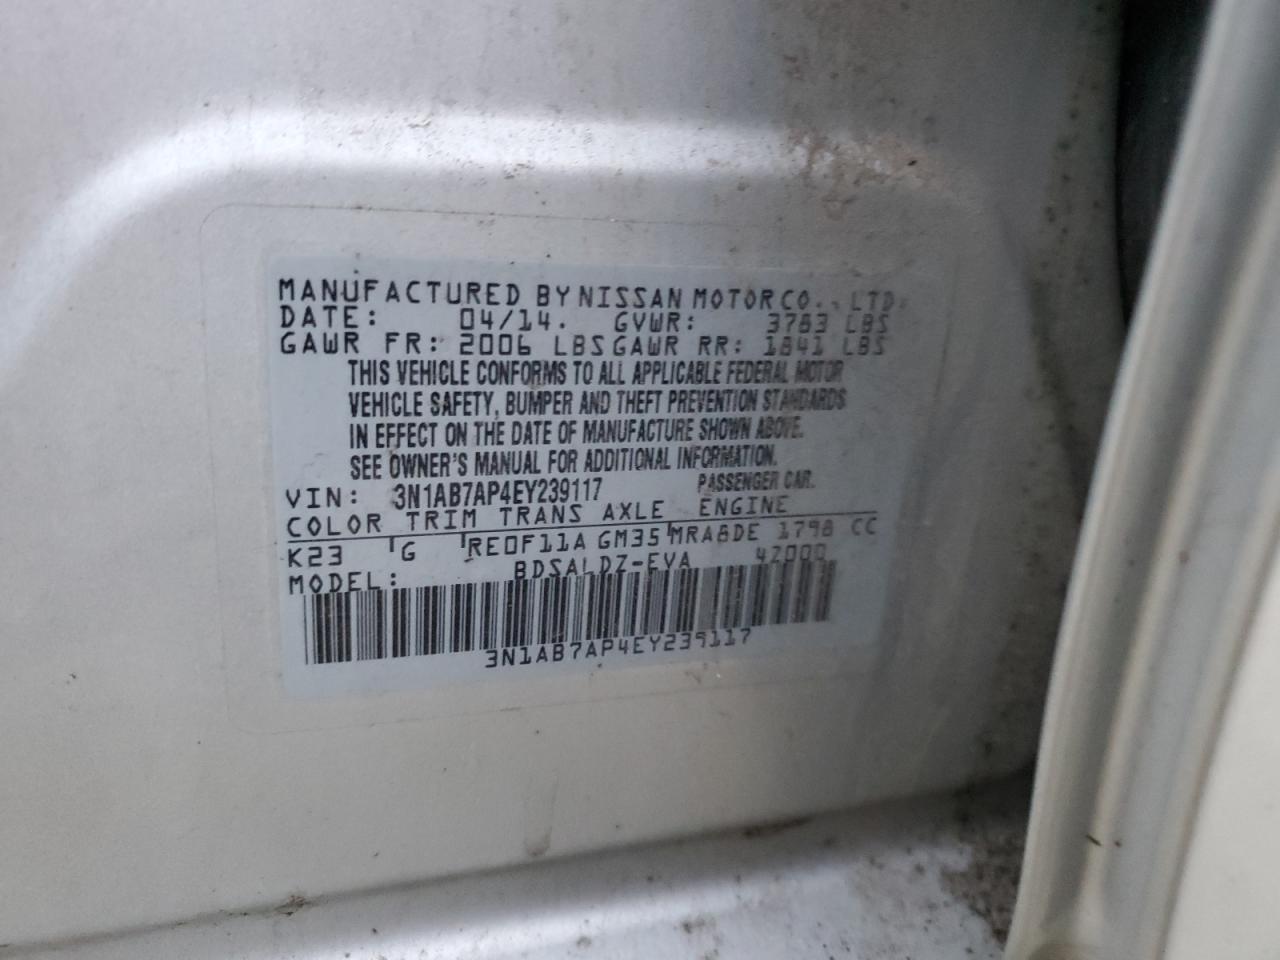 MANUFACTURED BY NISSAN MOTOR CO., LTD.
DATE: 04/14. GVWR: 3783 LBS
GAWR FR: 2006 LBS GAWR RR: 1841 LBS
THIS VEHICLE CONFORMS TO ALL APPLICABLE FEDERAL MOTOR
VEHICLE SAFETY, BUMPER AND THEFT PREVENTION STANDARDS
IN EFFECT ON THE DATE OF MANUFACTURE SHOWN ABOVE.
SEE OWNER'S MANUAL FOR ADDITIONAL INFORMATION.
VIN: 3N1AB7AP4EY239117 PASSENGER CAR.
COLOR TRIM TRANS AXLE ENGINE
K23 G RE0F11A GM35 MRA8DE 1798 CC
MODEL: BDSALDZ-EVA 42000
3N1AB7AP4EY239117